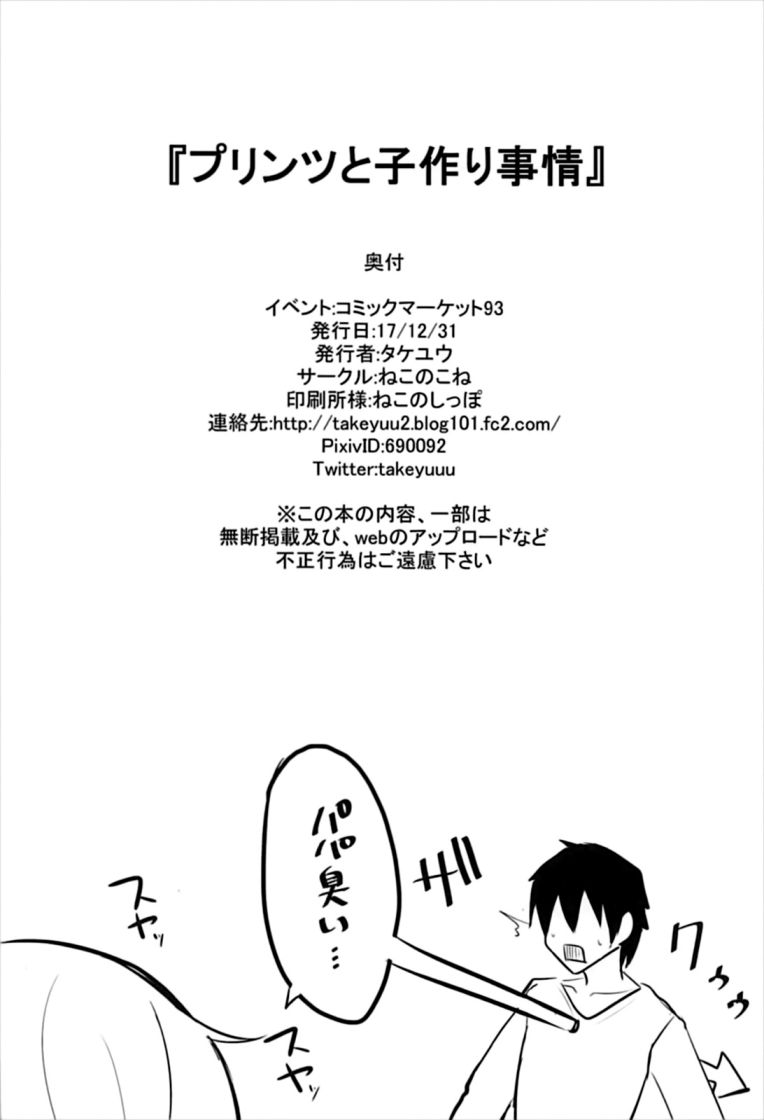 『プリンツと子作り事情』
奥付
イベント:コミックマーケット93
発行日:17/12/31
発行者:タケユウ
サークル:ねこのこね
印刷所様:ねこのしっぽ
連絡先:http://takeyuu2.blog101.fc2.com/
PixivID:690092
Twitter:takeyuuu
※この本の内容、一部は
無断掲載及び、webのアップロードなど
不正行為はご遠慮下さい
パパ
臭い…
サ!!
クゥゥ
スヤッ
スヤッ